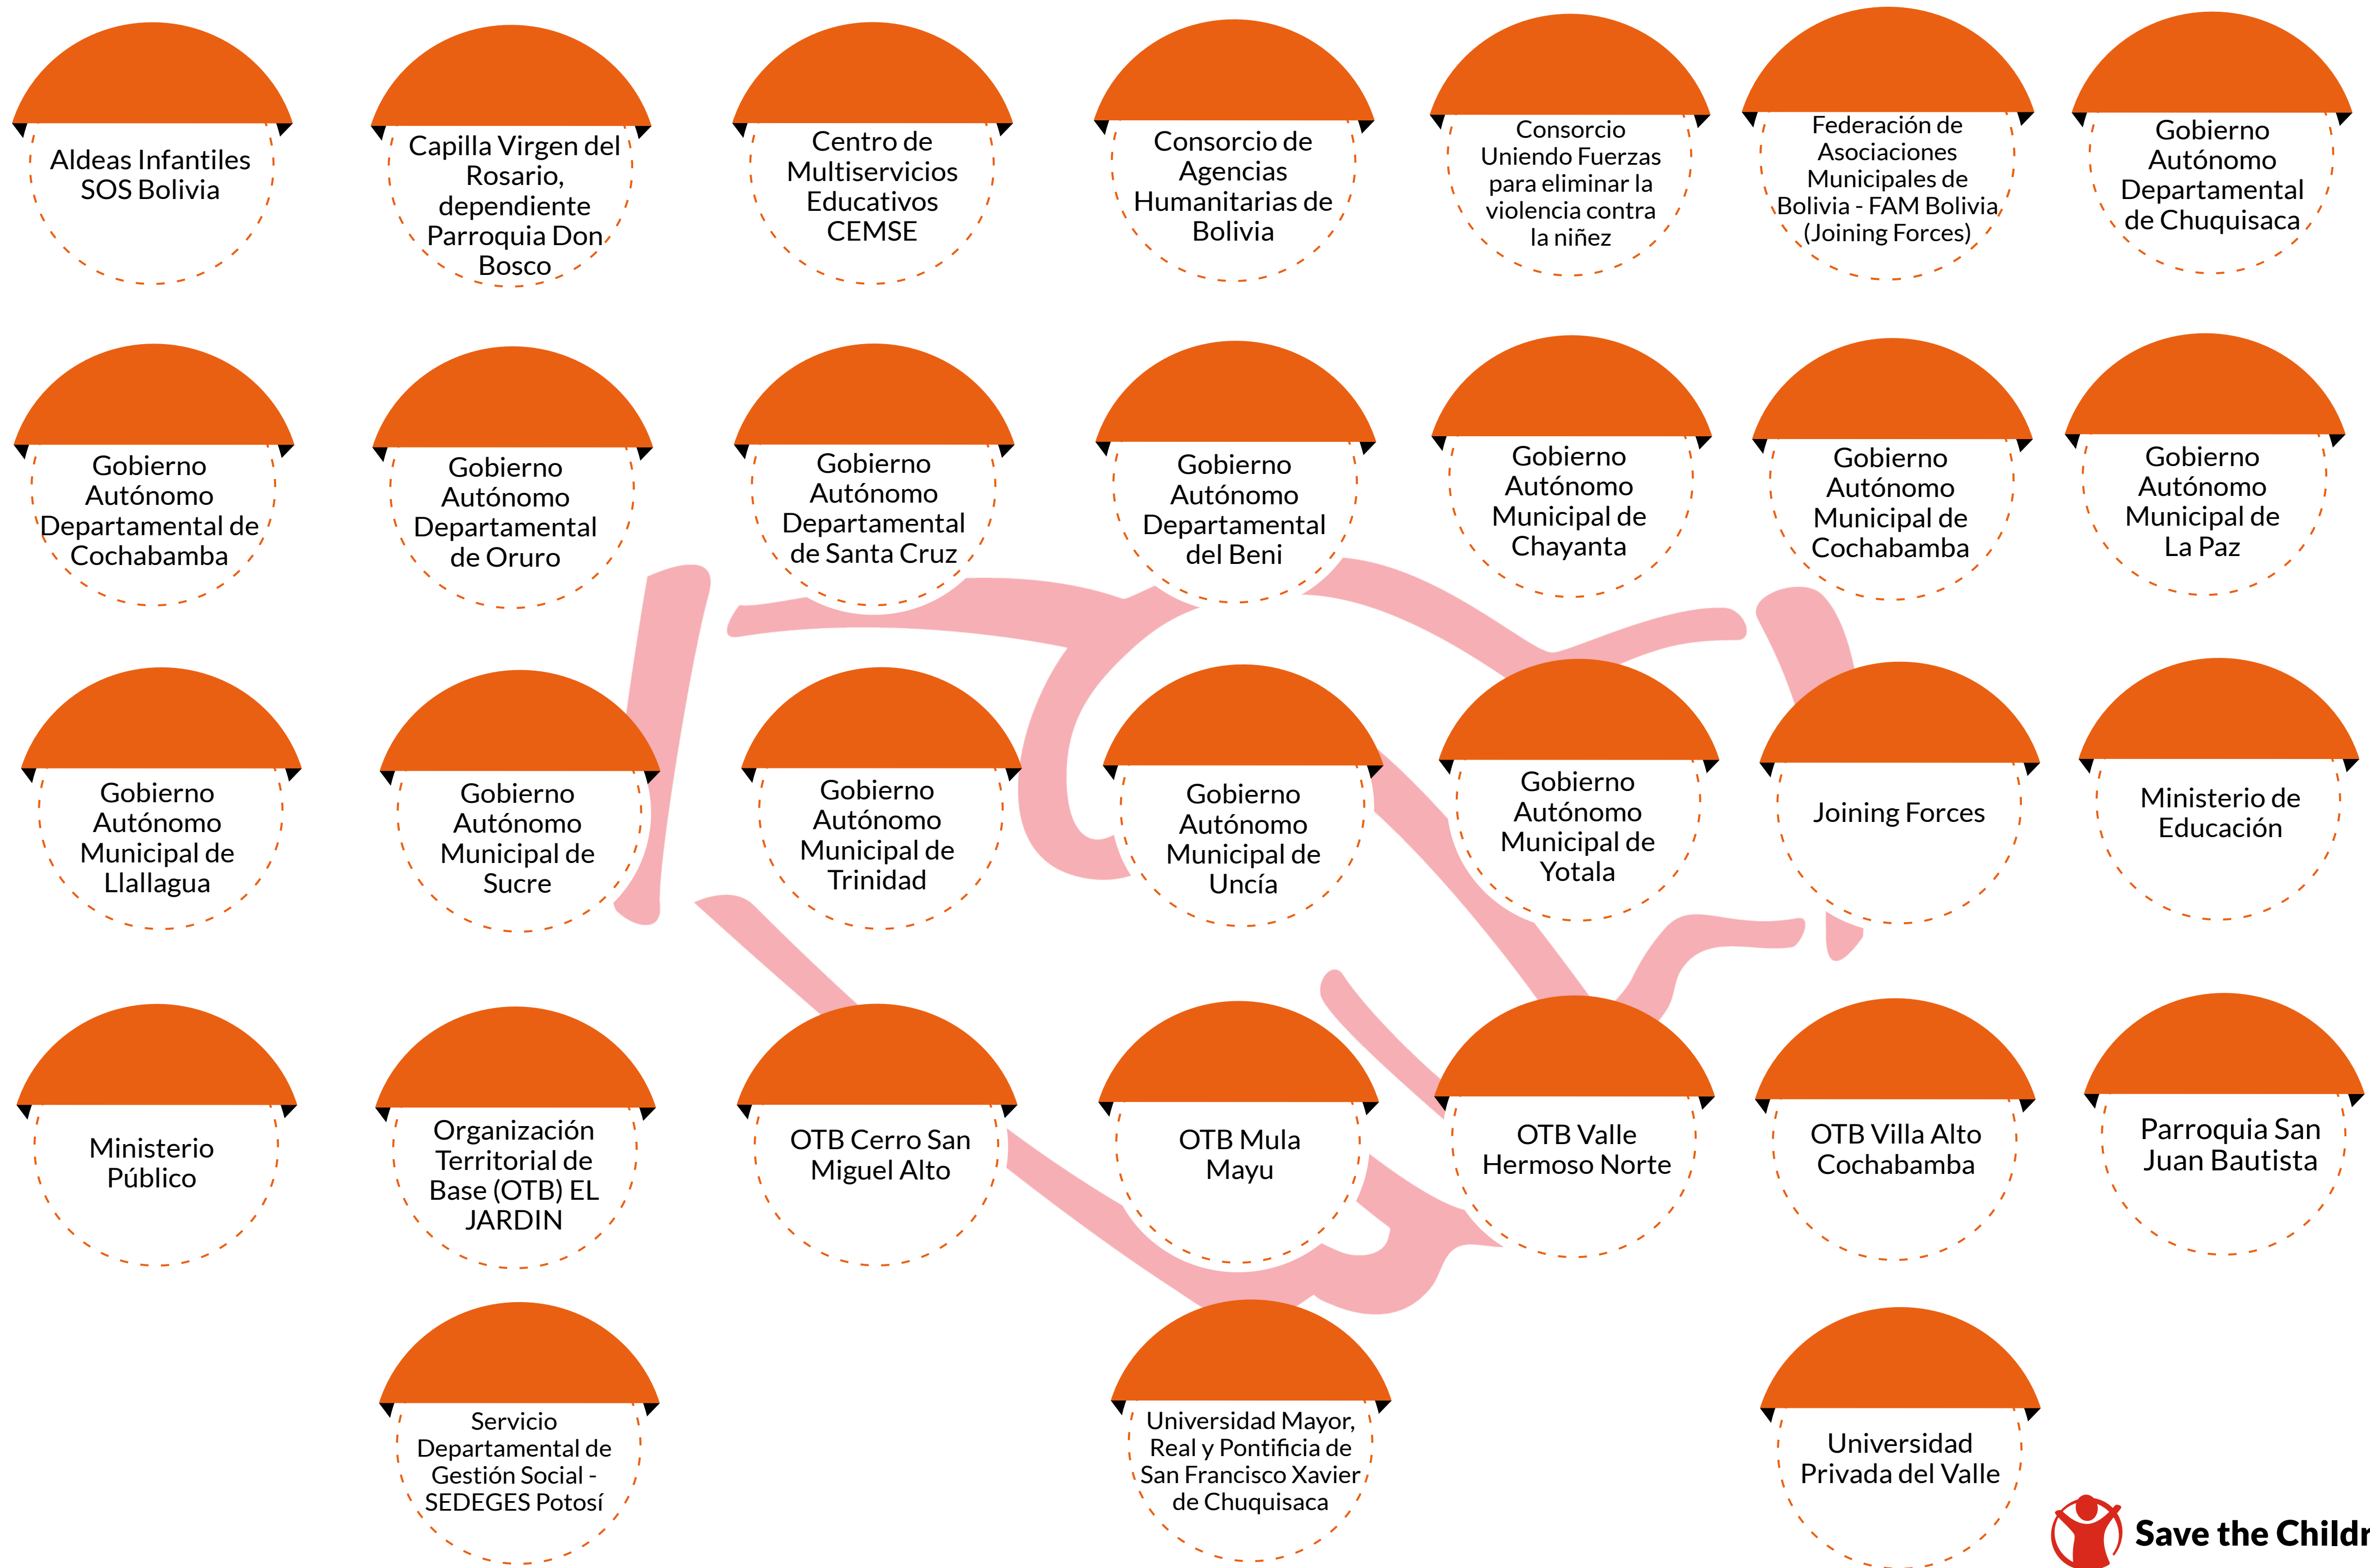 Aldeas Infantiles
SOS Bolivia
Capilla Virgen del
Rosario,
dependiente
Parroquia Don
Bosco
Centro de
Multiservicios
Educativos
CEMSE
Consorcio de
Agencias
Humanitarias de
Bolivia
Consorcio
Uniendo Fuerzas
para eliminar la
violencia contra
la niñez
Federación de
Asociaciones
Municipales de
Bolivia - FAM Bolivia
(Joining Forces)
Gobierno
Autónomo
Departamental
de Chuquisaca
Gobierno
Autónomo
Departamental de
Cochabamba
Gobierno
Autónomo
Departamental
de Oruro
Gobierno
Autónomo
Departamental
de Santa Cruz
Gobierno
Autónomo
Departamental
del Beni
Gobierno
Autónomo
Municipal de
Chayanta
Gobierno
Autónomo
Municipal de
Cochabamba
Gobierno
Autónomo
Municipal de
La Paz
Gobierno
Autónomo
Municipal de
Llallagua
Gobierno
Autónomo
Municipal de
Sucre
Gobierno
Autónomo
Municipal de
Trinidad
Gobierno
Autónomo
Municipal de
Uncía
Gobierno
Autónomo
Municipal de
Yotala
Joining Forces
Ministerio de
Educación
Ministerio
Público
Organización
Territorial de
Base (OTB) EL
JARDIN
OTB Cerro San
Miguel Alto
OTB Mula
Mayu
OTB Valle
Hermoso Norte
OTB Villa Alto
Cochabamba
Parroquia San
Juan Bautista
Servicio
Departamental de
Gestión Social -
SEDEGES Potosí
Universidad Mayor,
Real y Pontificia de
San Francisco Xavier
de Chuquisaca
Universidad
Privada del Valle
Save the Childr